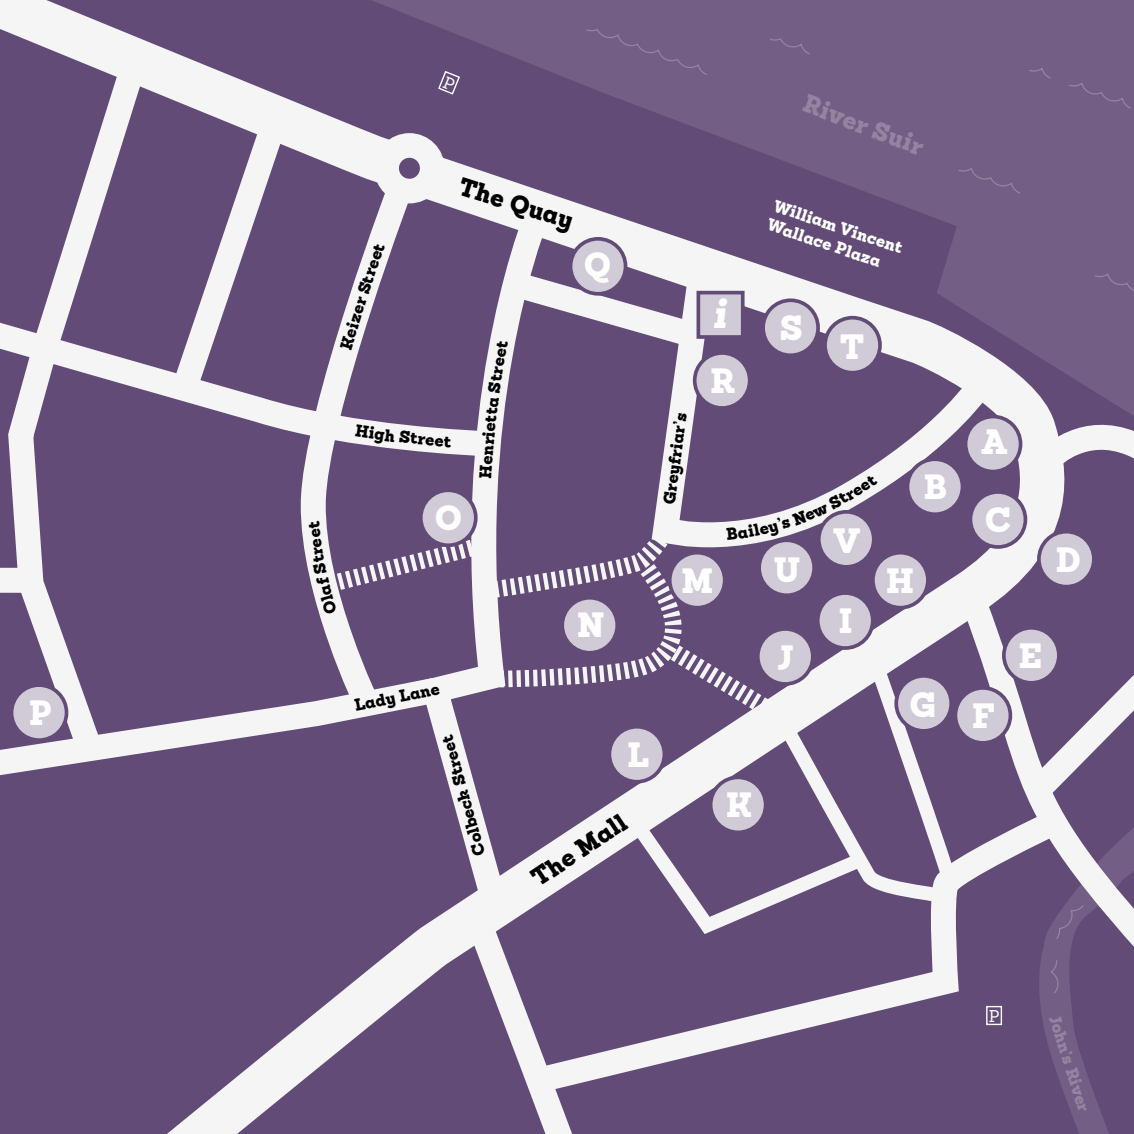 P
River Suir
The Quay
William Vincent
Wallace Plaza
Q
Keizer Street
i
S
T
R
Henrietta Street
High Street
Greyfriar's
A
B
Bailey's New Street
C
O
V
D
Olaf Street
U
H
M
N
I
E
J
Lady Lane
P
G
F
L
Colbeck Street
K
The Mall
P
John's River